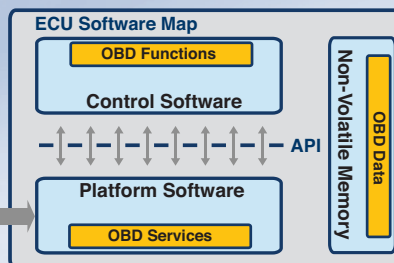 ECU Software Map
OBD Functions
Control Software
API
Platform Software
OBD Services
Non-Volatile Memory
OBD Data